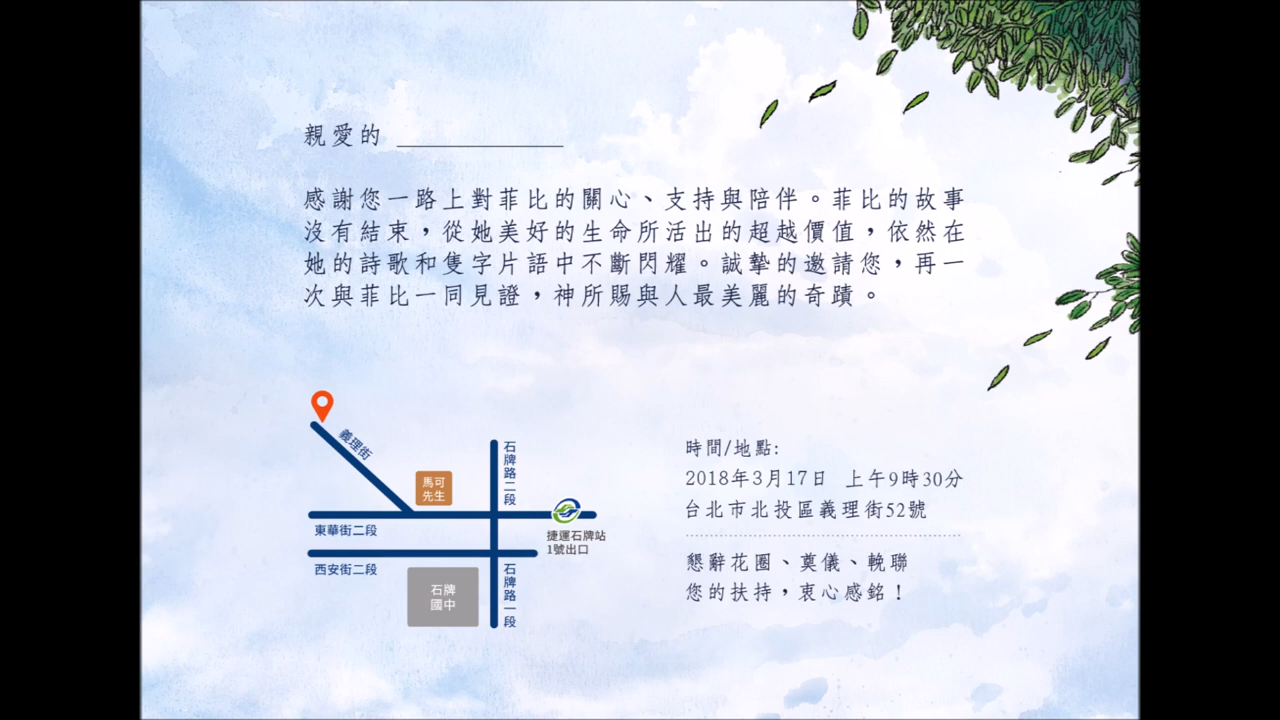 親愛的
感謝您一路上對菲比的關心、支持與陪伴。菲比的故事
沒有結束，從她美好的生命所活出的超越價值，依然在
她的詩歌和隻字片語中不斷閃耀。誠摯的邀請您，再一
次與菲比一同見證，神所賜與人最美麗的奇蹟。
義理街
馬可
先生
石牌路二段
東華街二段
捷運石牌站
1號出口
西安街二段
石牌
國中
石牌路一段
時間/地點:
2018年3月17日 上午9時30分
台北市北投區義理街52號
懇辭花圈、奠儀、輓聯
您的扶持，衷心感銘！